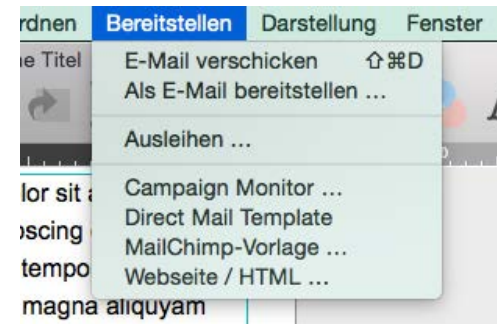 rdnen Bereitstellen Darstellung Fenster
ne Titel
E-Mail verschicken ⇧⌘D
Als E-Mail bereitstellen ...
Ausleihen ...
lor sit a
Campaign Monitor ...
oscing
Direct Mail Template
tempo
MailChimp-Vorlage ...
Webseite / HTML ...
magna aliquyam